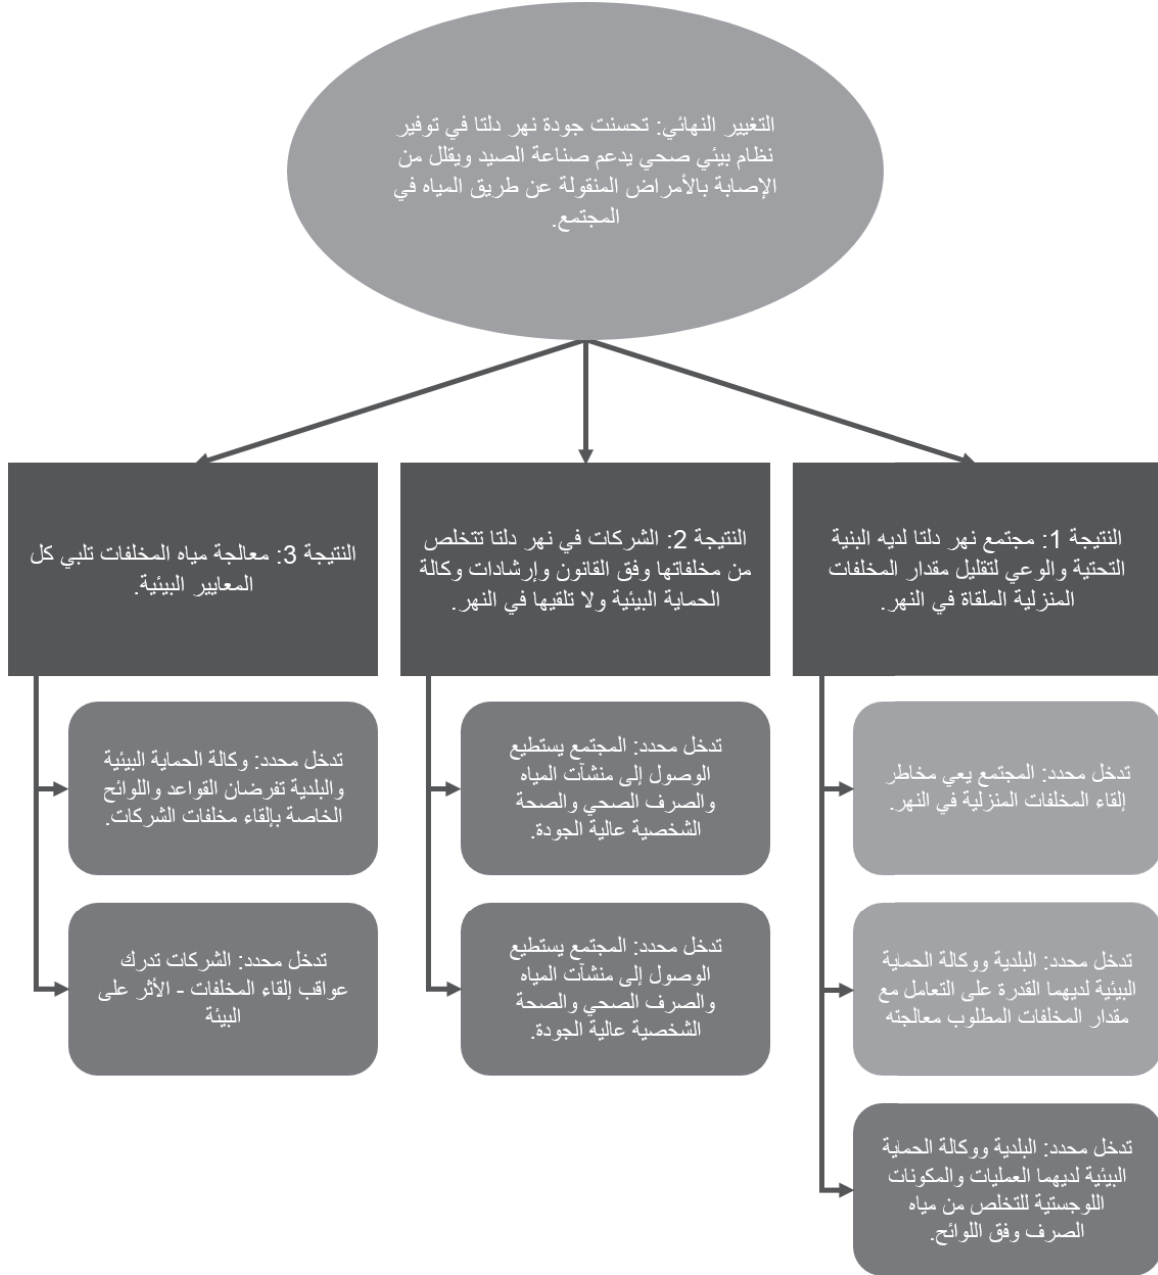 التغيير النهائي: تحسنت جودة نهر دلتا في توفير
نظام بيئي صحي يدعم صناعة الصيد ويقلل من
الإصابة بالأمراض المنقولة عن طريق المياه في
المجتمع.
النتيجة 1: مجتمع نهر دلتا لديه البنية
التحتية والوعي لتقليل مقدار المخلفات
المنزلية الملقاة في النهر.
النتيجة 2: الشركات في نهر دلتا تتخلص
من مخلفاتها وفق القانون وإرشادات وكالة
الحماية البيئية ولا تلقيها في النهر.
النتيجة 3: معالجة مياه المخلفات تلبي كل
المعايير البيئية.
تدخل محدد: المجتمع يعي مخاطر
إلقاء المخلفات المنزلية في النهر.
تدخل محدد: البلدية ووكالة الحماية
البيئية لديهما القدرة على التعامل مع
مقدار المخلفات المطلوب معالجته
تدخل محدد: البلدية ووكالة الحماية
البيئية لديهما العمليات والمكونات
اللوجستية للتخلص من مياه
الصرف وفق اللوائح.
تدخل محدد: المجتمع يستطيع
الوصول إلى منشآت المياه
والصرف الصحي والصحة
الشخصية عالية الجودة.
تدخل محدد: المجتمع يستطيع
الوصول إلى منشآت المياه
والصرف الصحي والصحة
الشخصية عالية الجودة.
تدخل محدد: وكالة الحماية البيئية
والبلدية تفرضان القواعد واللوائح
الخاصة بإلقاء مخلفات الشركات.
تدخل محدد: الشركات تدرك
عواقب إلقاء المخلفات - الأثر على
البيئة